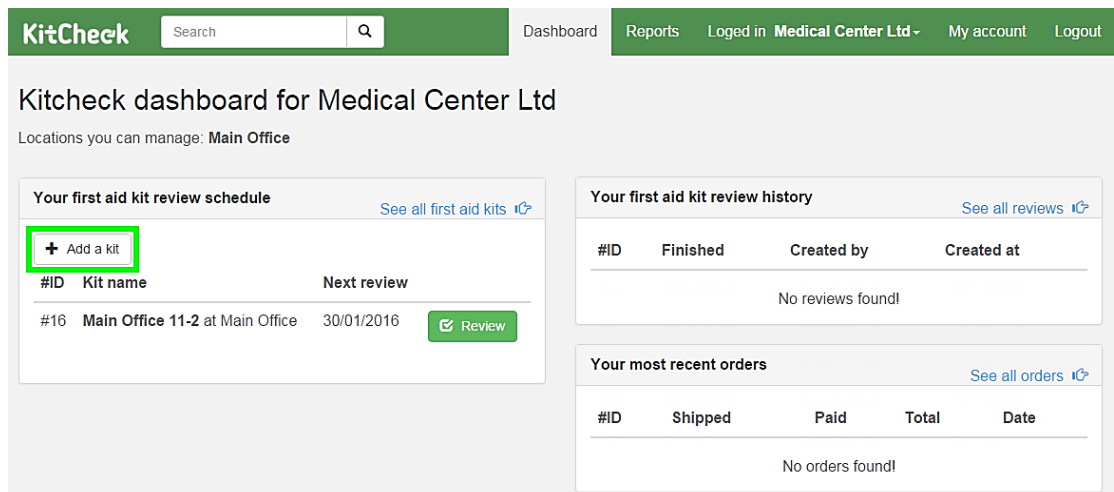 KitCheck Search Dashboard Reports Loged in Medical Center Ltd My account Logout
Kitcheck dashboard for Medical Center Ltd
Locations you can manage: Main Office
Your first aid kit review schedule
See all first aid kits
Add a kit
#ID Kit name Next review
#16 Main Office 11-2 at Main Office 30/01/2016 Review
Your first aid kit review history
See all reviews
#ID Finished Created by Created at
No reviews found!
Your most recent orders
See all orders
#ID Shipped Paid Total Date
No orders found!